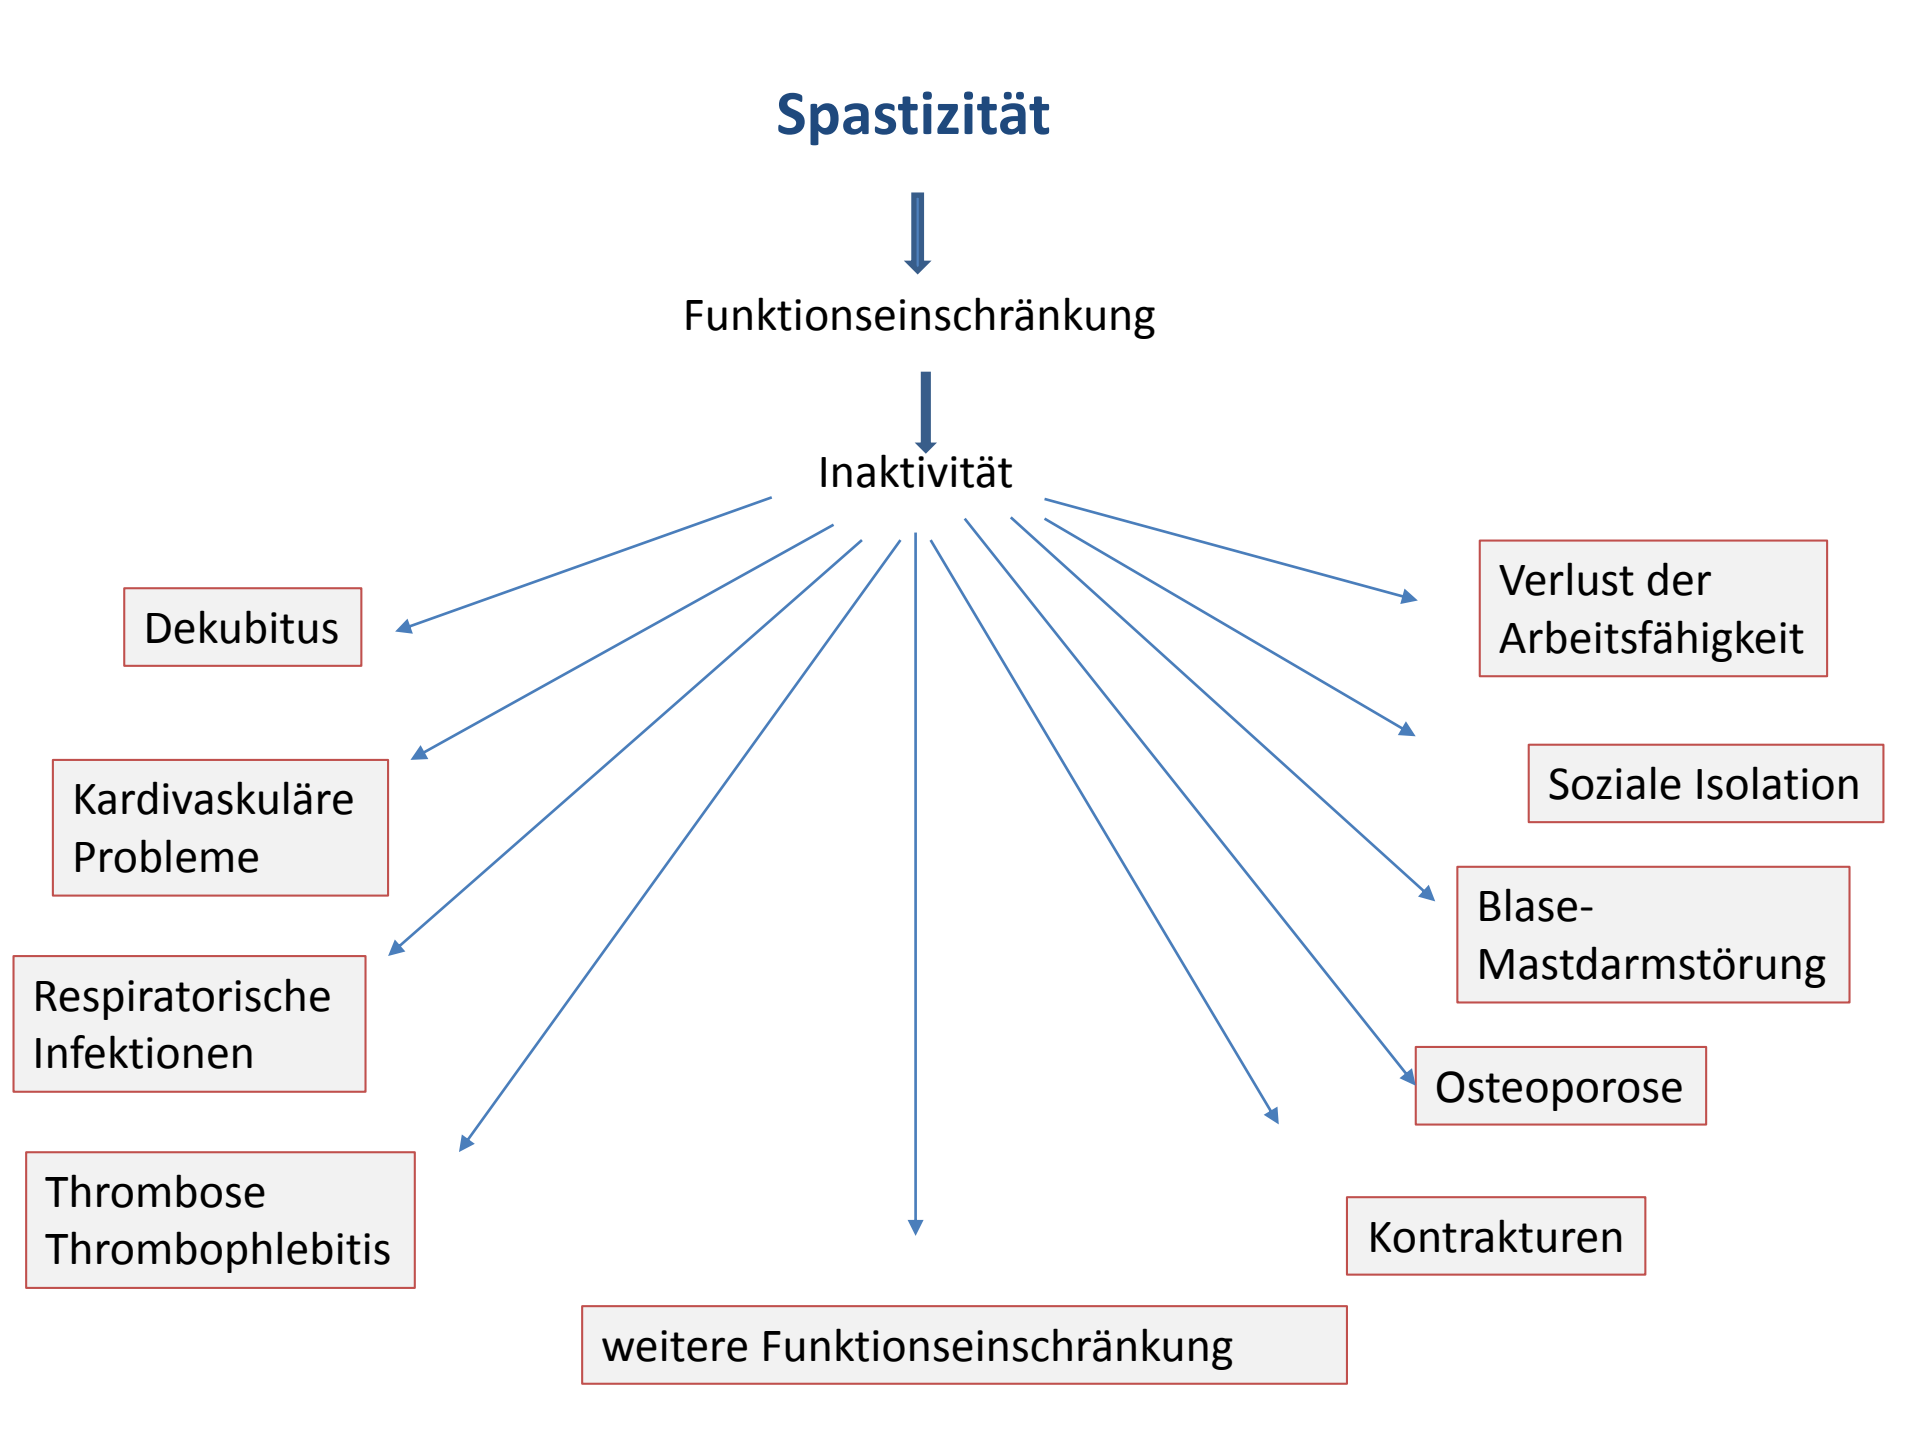 Spastizität
Funktionseinschränkung
Inaktivität
Dekubitus
Kardivaskuläre
Probleme
Respiratorische
Infektionen
Thrombose
Thrombophlebitis
weitere Funktionseinschränkung
Kontrakturen
Osteoporose
Blase-
Mastdarmstörung
Soziale Isolation
Verlust der
Arbeitsfähigkeit